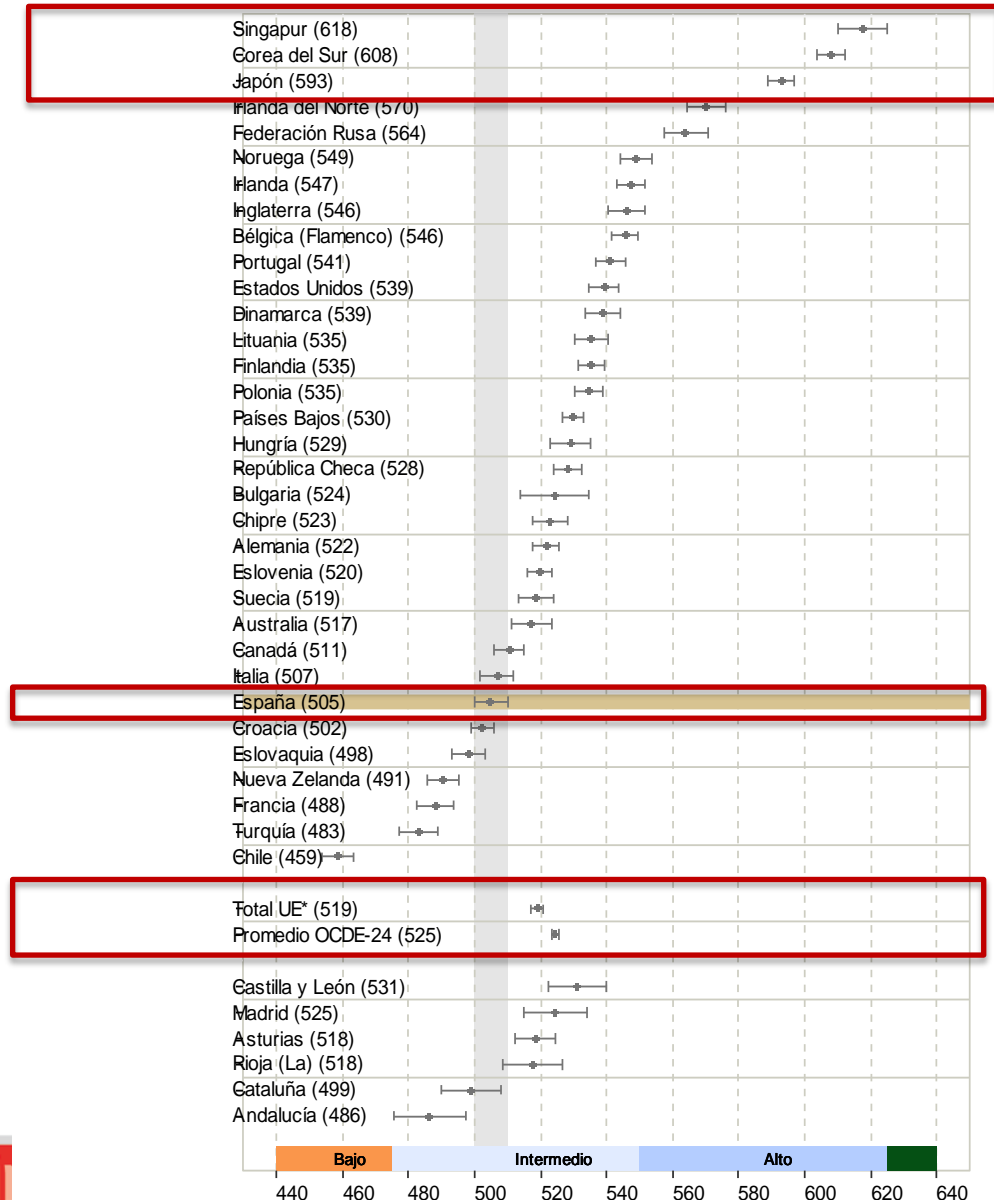 Singapur (618)
Corea del Sur (608)
Japón (593)
Irlanda del Norte (570)
Federación Rusa (564)
Noruega (549)
Irlanda (547)
Inglaterra (546)
Bélgica (Flamenco) (546)
Portugal (541)
Estados Unidos (539)
Dinamarca (539)
Lituania (535)
Finlandia (535)
Polonia (535)
Países Bajos (530)
Hungría (529)
República Checa (528)
Bulgaria (524)
Chipre (523)
Alemania (522)
Eslovenia (520)
Suecia (519)
Australia (517)
Canadá (511)
Italia (507)
España (505)
Croacia (502)
Eslovaquia (498)
Nueva Zelanda (491)
Francia (488)
Turquía (483)
Chile (459)
Total UE* (519)
Promedio OCDE-24 (525)
Castilla y León (531)
Madrid (525)
Asturias (518)
Rioja (La) (518)
Cataluña (499)
Andalucía (486)
Bajo Intermedio Alto
440 460 480 500 520 540 560 580 600 620 640